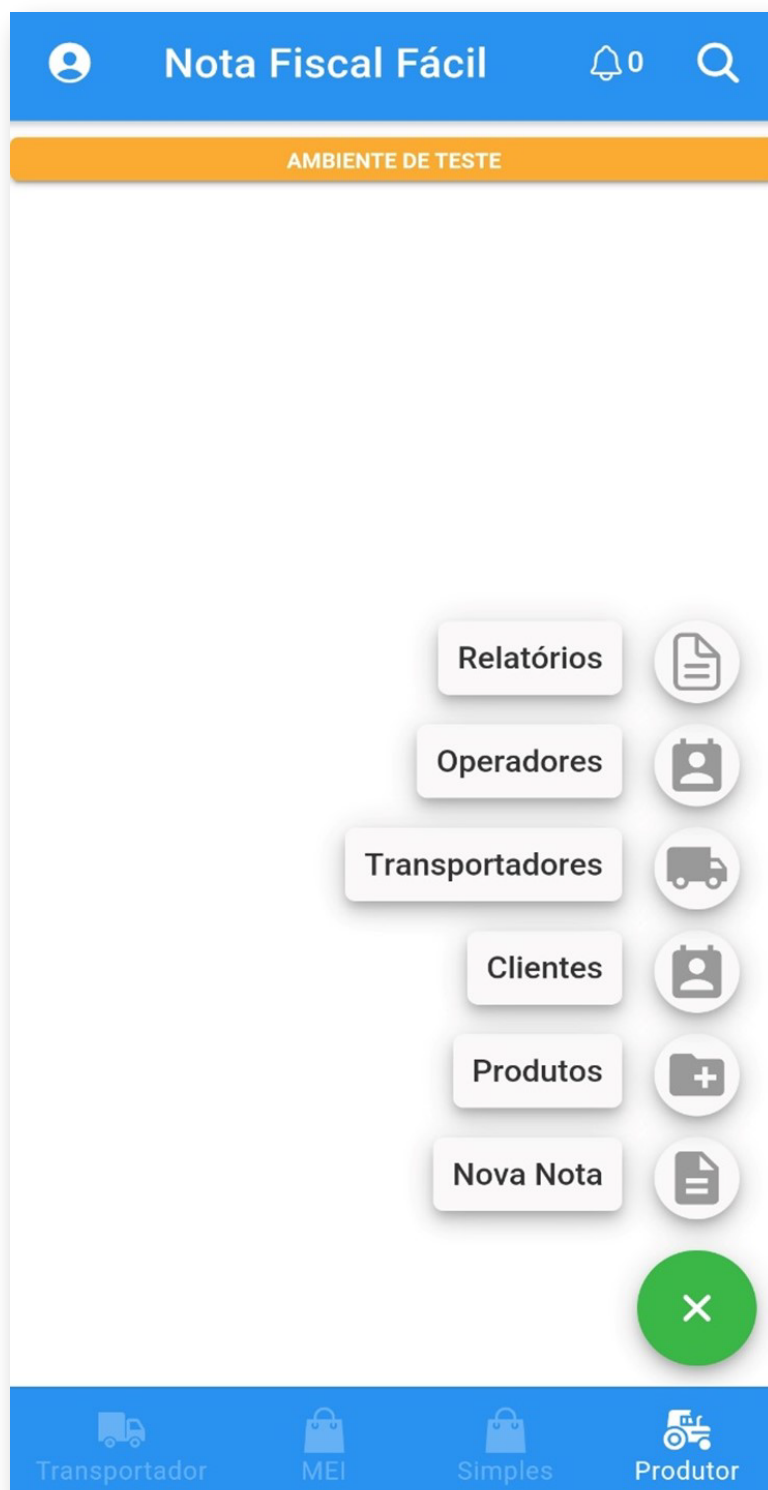 Nota Fiscal Fácil 0
AMBIENTE DE TESTE
Relatórios
Operadores
Transportadores
Clientes
Produtos
Nova Nota
Transportador MEI Simples Produtor